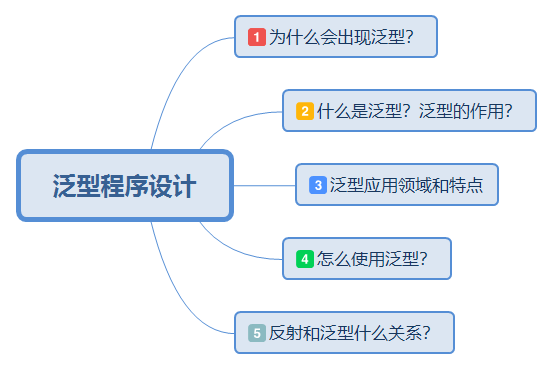 1 为什么会出现泛型?
2 什么是泛型?泛型的作用?
泛型程序设计
3 泛型应用领域和特点
4 怎么使用泛型?
5 反射和泛型什么关系?